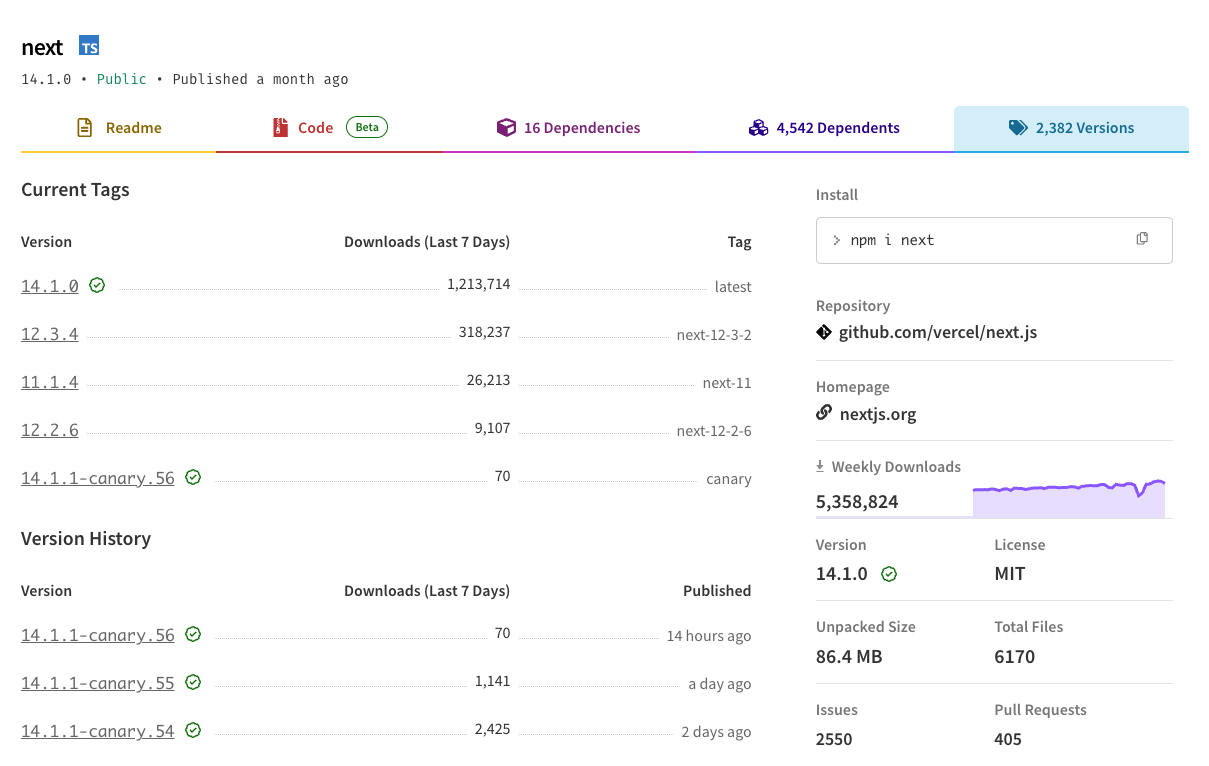 next TS
14.1.0 • Public • Published a month ago
Readme
Code Beta
16 Dependencies
4,542 Dependents
2,382 Versions
Current Tags
Version Downloads (Last 7 Days) Tag
14.1.0 1,213,714 latest
12.3.4 318,237 next-12-3-2
11.1.4 26,213 next-11
12.2.6 9,107 next-12-2-6
14.1.1-canary.56 70 canary
Version History
Version Downloads (Last 7 Days) Published
14.1.1-canary.56 70 14 hours ago
14.1.1-canary.55 1,141 a day ago
14.1.1-canary.54 2,425 2 days ago
Install
> npm i next
Repository
github.com/vercel/next.js
Homepage
nextjs.org
Weekly Downloads
5,358,824
Version License
14.1.0 MIT
Unpacked Size Total Files
86.4 MB 6170
Issues Pull Requests
2550 405